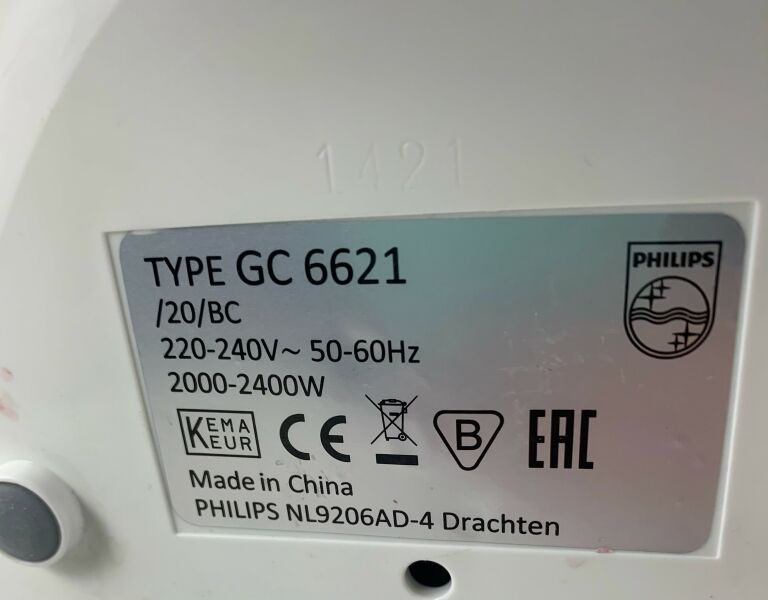 1421
TYPE GC 6621
/20/BC
220-240V~ 50-60Hz
2000-2400W
PHILIPS
KEMA
EUR
CE
B
EAC
Made in China
PHILIPS NL9206AD-4 Drachten